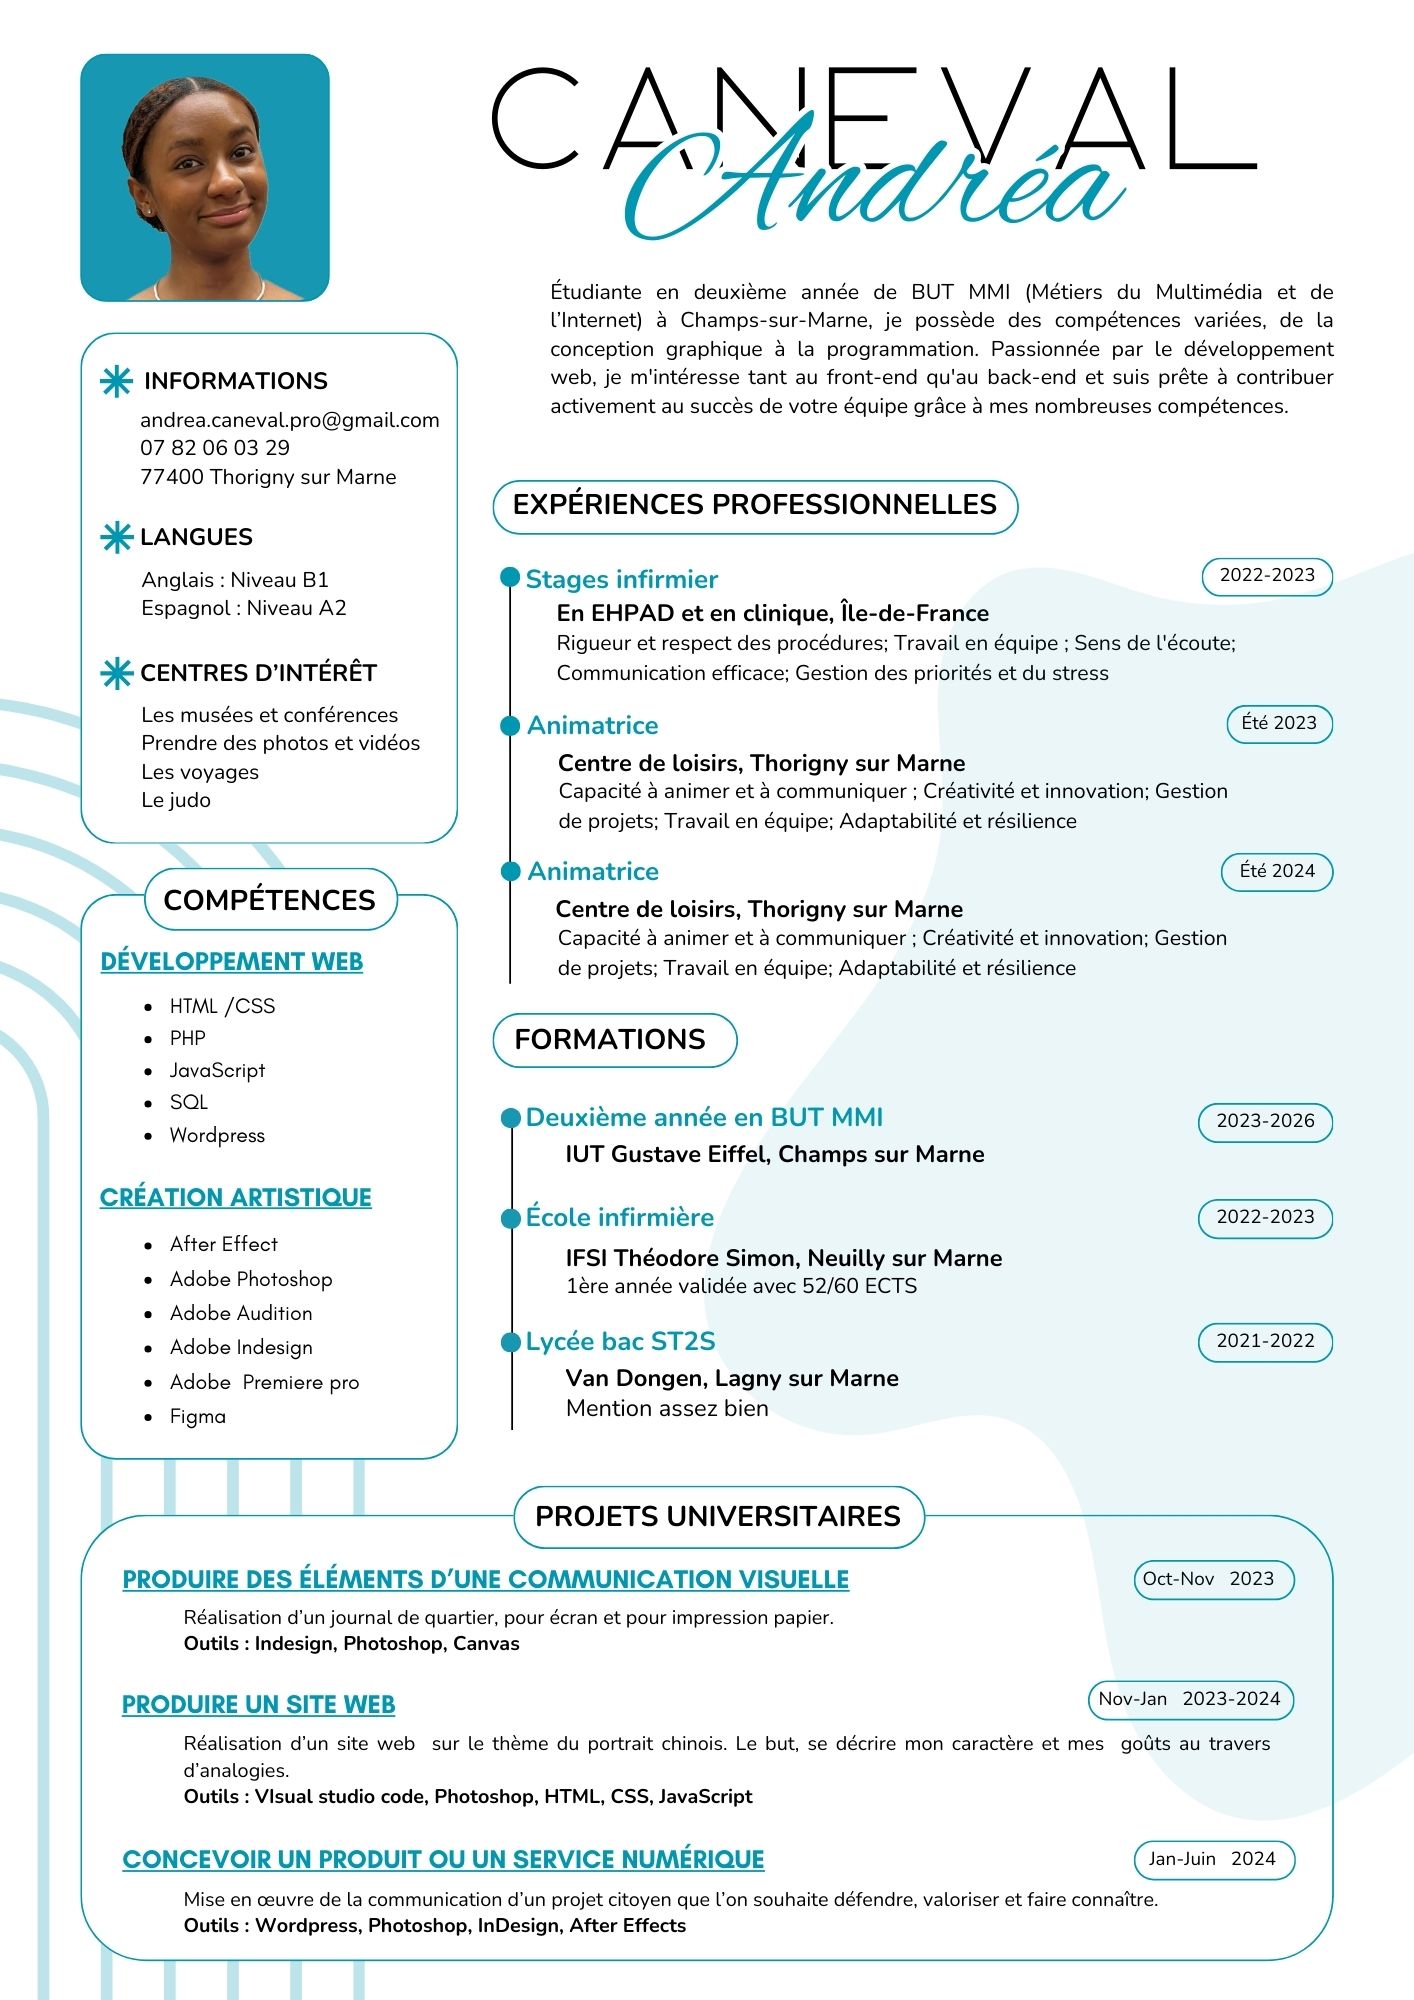 CANEVAL
Andréa
Étudiante en deuxième année de BUT MMI (Métiers du Multimédia et de
l’Internet) à Champs-sur-Marne, je possède des compétences variées, de la
conception graphique à la programmation. Passionnée par le développement
web, je m'intéresse tant au front-end qu'au back-end et suis prête à contribuer
activement au succès de votre équipe grâce à mes nombreuses compétences.
INFORMATIONS
andrea.caneval.pro@gmail.com
07 82 06 03 29
77400 Thorigny sur Marne
LANGUES
Anglais : Niveau B1
Espagnol : Niveau A2
CENTRES D’INTÉRÊT
Les musées et conférences
Prendre des photos et vidéos
Les voyages
Le judo
COMPÉTENCES
DÉVELOPPEMENT WEB
• HTML /CSS
• PHP
• JavaScript
• SQL
• Wordpress
CRÉATION ARTISTIQUE
• After Effect
• Adobe Photoshop
• Adobe Audition
• Adobe Indesign
• Adobe  Premiere pro
• Figma
EXPÉRIENCES PROFESSIONNELLES
Stages infirmier 2022-2023
En EHPAD et en clinique, Île-de-France
Rigueur et respect des procédures; Travail en équipe ; Sens de l'écoute;
Communication efficace; Gestion des priorités et du stress
Animatrice Été 2023
Centre de loisirs, Thorigny sur Marne
Capacité à animer et à communiquer ; Créativité et innovation; Gestion
de projets; Travail en équipe; Adaptabilité et résilience
Animatrice Été 2024
Centre de loisirs, Thorigny sur Marne
Capacité à animer et à communiquer ; Créativité et innovation; Gestion
de projets; Travail en équipe; Adaptabilité et résilience
FORMATIONS
Deuxième année en BUT MMI 2023-2026
IUT Gustave Eiffel, Champs sur Marne
École infirmière 2022-2023
IFSI Théodore Simon, Neuilly sur Marne
1ère année validée avec 52/60 ECTS
Lycée bac ST2S 2021-2022
Van Dongen, Lagny sur Marne
Mention assez bien
PROJETS UNIVERSITAIRES
PRODUIRE DES ÉLÉMENTS D’UNE COMMUNICATION VISUELLE Oct-Nov 2023
Réalisation d’un journal de quartier, pour écran et pour impression papier.
Outils : Indesign, Photoshop, Canvas
PRODUIRE UN SITE WEB Nov-Jan 2023-2024
Réalisation d’un site web  sur le thème du portrait chinois. Le but, se décrire mon caractère et mes  goûts au travers
d’analogies.
Outils : VIsual studio code, Photoshop, HTML, CSS, JavaScript
CONCEVOIR UN PRODUIT OU UN SERVICE NUMÉRIQUE Jan-Juin 2024
Mise en œuvre de la communication d’un projet citoyen que l’on souhaite défendre, valoriser et faire connaître.
Outils : Wordpress, Photoshop, InDesign, After Effects